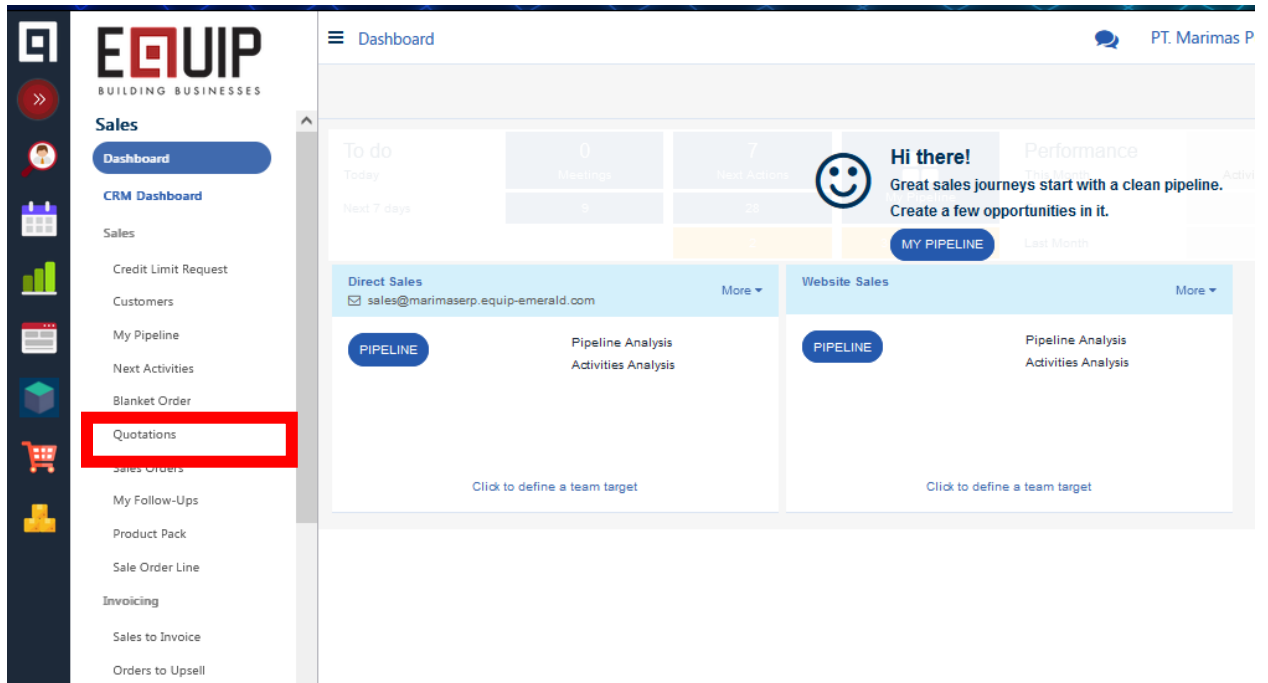 EQUIP
BUILDING BUSINESSES
Sales
Dashboard
CRM Dashboard
Sales
Credit Limit Request
Customers
My Pipeline
Next Activities
Blanket Order
Quotations
Sales Orders
My Follow-Ups
Product Pack
Sale Order Line
Invoicing
Sales to Invoice
Orders to Upsell
Dashboard
PT. Marimas P
To do
Today
Next 7 days
0
Meetings
7
Next Actions
Performance
This Month
Last Month
Hi there!
Great sales journeys start with a clean pipeline.
Create a few opportunities in it.
MY PIPELINE
Direct Sales
sales@marimaserp.equip-emerald.com
More
PIPELINE
Pipeline Analysis
Activities Analysis
Click to define a team target
Website Sales
More
PIPELINE
Pipeline Analysis
Activities Analysis
Click to define a team target